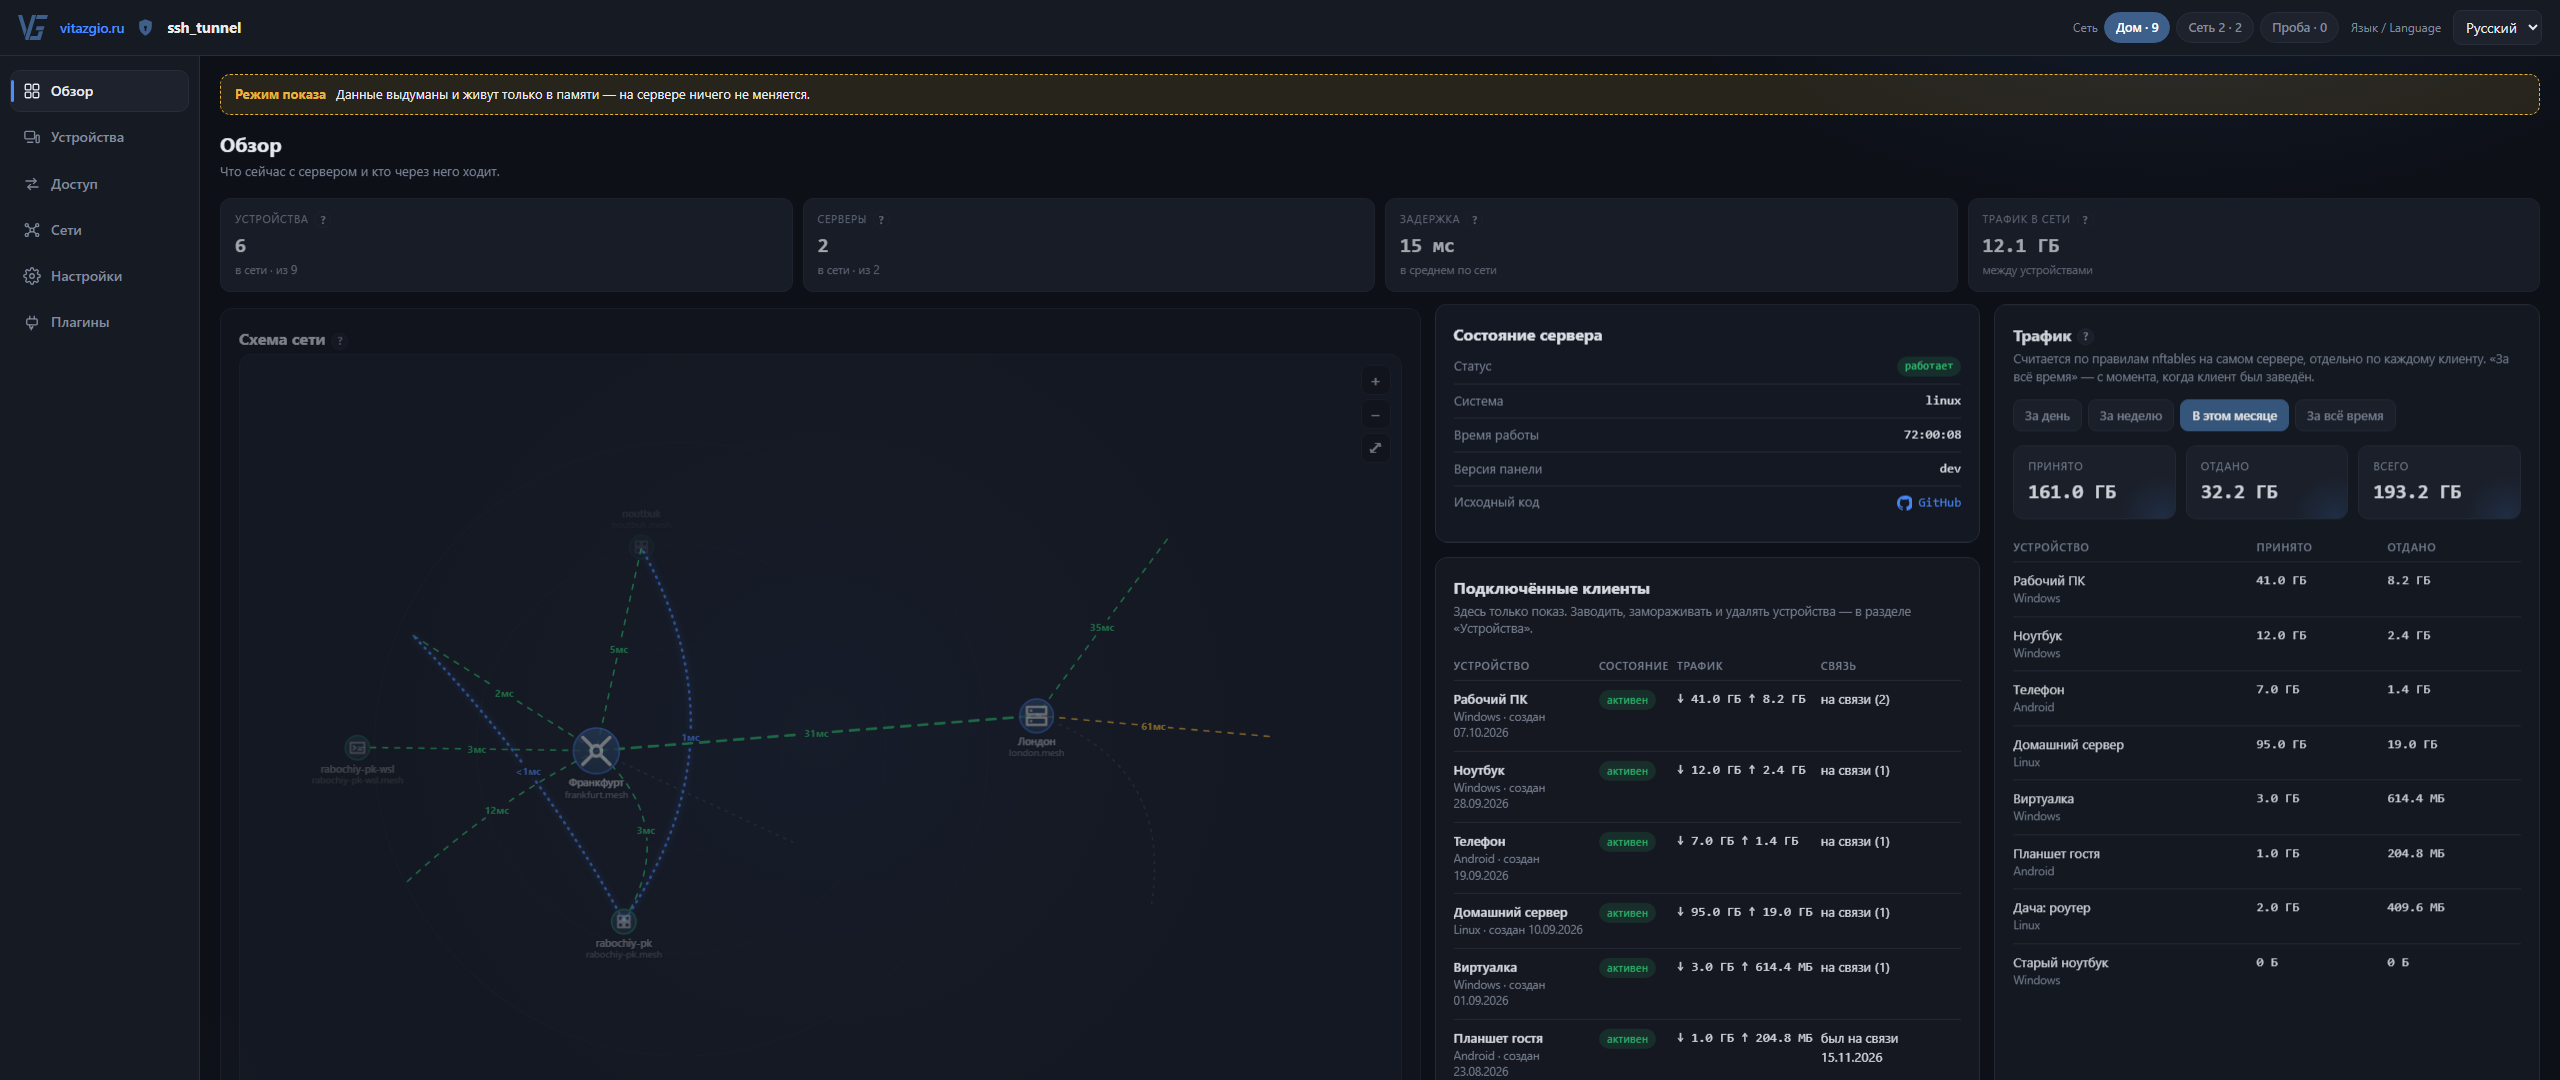 vitazgio.ru
ssh_tunnel
Сеть
Дом · 9
Сеть 2 · 2
Проба · 0
Язык / Language
Русский
Обзор
Устройства
Доступ
Сети
Настройки
Плагины
Режим показа Данные выдуманы и живут только в памяти — на сервере ничего не меняется.
Обзор
Что сейчас с сервером и кто через него ходит.
УСТРОЙСТВА ?
6
в сети · из 9
СЕРВЕРЫ ?
2
в сети · из 2
ЗАДЕРЖКА ?
15 мс
в среднем по сети
ТРАФИК В СЕТИ ?
12.1 ГБ
между устройствами
Схема сети ?
+
−
noutbuk
noutbuk.mesh
5мс
2мс
3мс
<1мс
12мс
1мс
3мс
31мс
35мс
61мс
rabochiy-pk-wsl
rabochiy-pk-wsl.mesh
Франкфурт
frankfurt.mesh
Лондон
london.mesh
rabochiy-pk
rabochiy-pk.mesh
Состояние сервера
Статус работает
Система linux
Время работы 72:00:08
Версия панели dev
Исходный код GitHub
Подключённые клиенты
Здесь только показ. Заводить, замораживать и удалять устройства — в разделе
«Устройства».
УСТРОЙСТВО СОСТОЯНИЕ ТРАФИК СВЯЗЬ
Рабочий ПК активен ↓ 41.0 ГБ ↑ 8.2 ГБ на связи (2)
Windows · создан
07.10.2026
Ноутбук активен ↓ 12.0 ГБ ↑ 2.4 ГБ на связи (1)
Windows · создан
28.09.2026
Телефон активен ↓ 7.0 ГБ ↑ 1.4 ГБ на связи (1)
Android · создан
19.09.2026
Домашний сервер активен ↓ 95.0 ГБ ↑ 19.0 ГБ на связи (1)
Linux · создан 10.09.2026
Виртуалка активен ↓ 3.0 ГБ ↑ 614.4 МБ на связи (1)
Windows · создан
01.09.2026
Планшет гостя активен ↓ 1.0 ГБ ↑ 204.8 МБ был на связи
15.11.2026
Android · создан
23.08.2026
Трафик ?
Считается по правилам nftables на самом сервере, отдельно по каждому клиенту. «За
всё время» — с момента, когда клиент был заведён.
За день
За неделю
В этом месяце
За всё время
ПРИНЯТО
161.0 ГБ
ОТДАНО
32.2 ГБ
ВСЕГО
193.2 ГБ
УСТРОЙСТВО ПРИНЯТО ОТДАНО
Рабочий ПК 41.0 ГБ 8.2 ГБ
Windows
Ноутбук 12.0 ГБ 2.4 ГБ
Windows
Телефон 7.0 ГБ 1.4 ГБ
Android
Домашний сервер 95.0 ГБ 19.0 ГБ
Linux
Виртуалка 3.0 ГБ 614.4 МБ
Windows
Планшет гостя 1.0 ГБ 204.8 МБ
Android
Дача: роутер 2.0 ГБ 409.6 МБ
Linux
Старый ноутбук 0 Б 0 Б
Windows